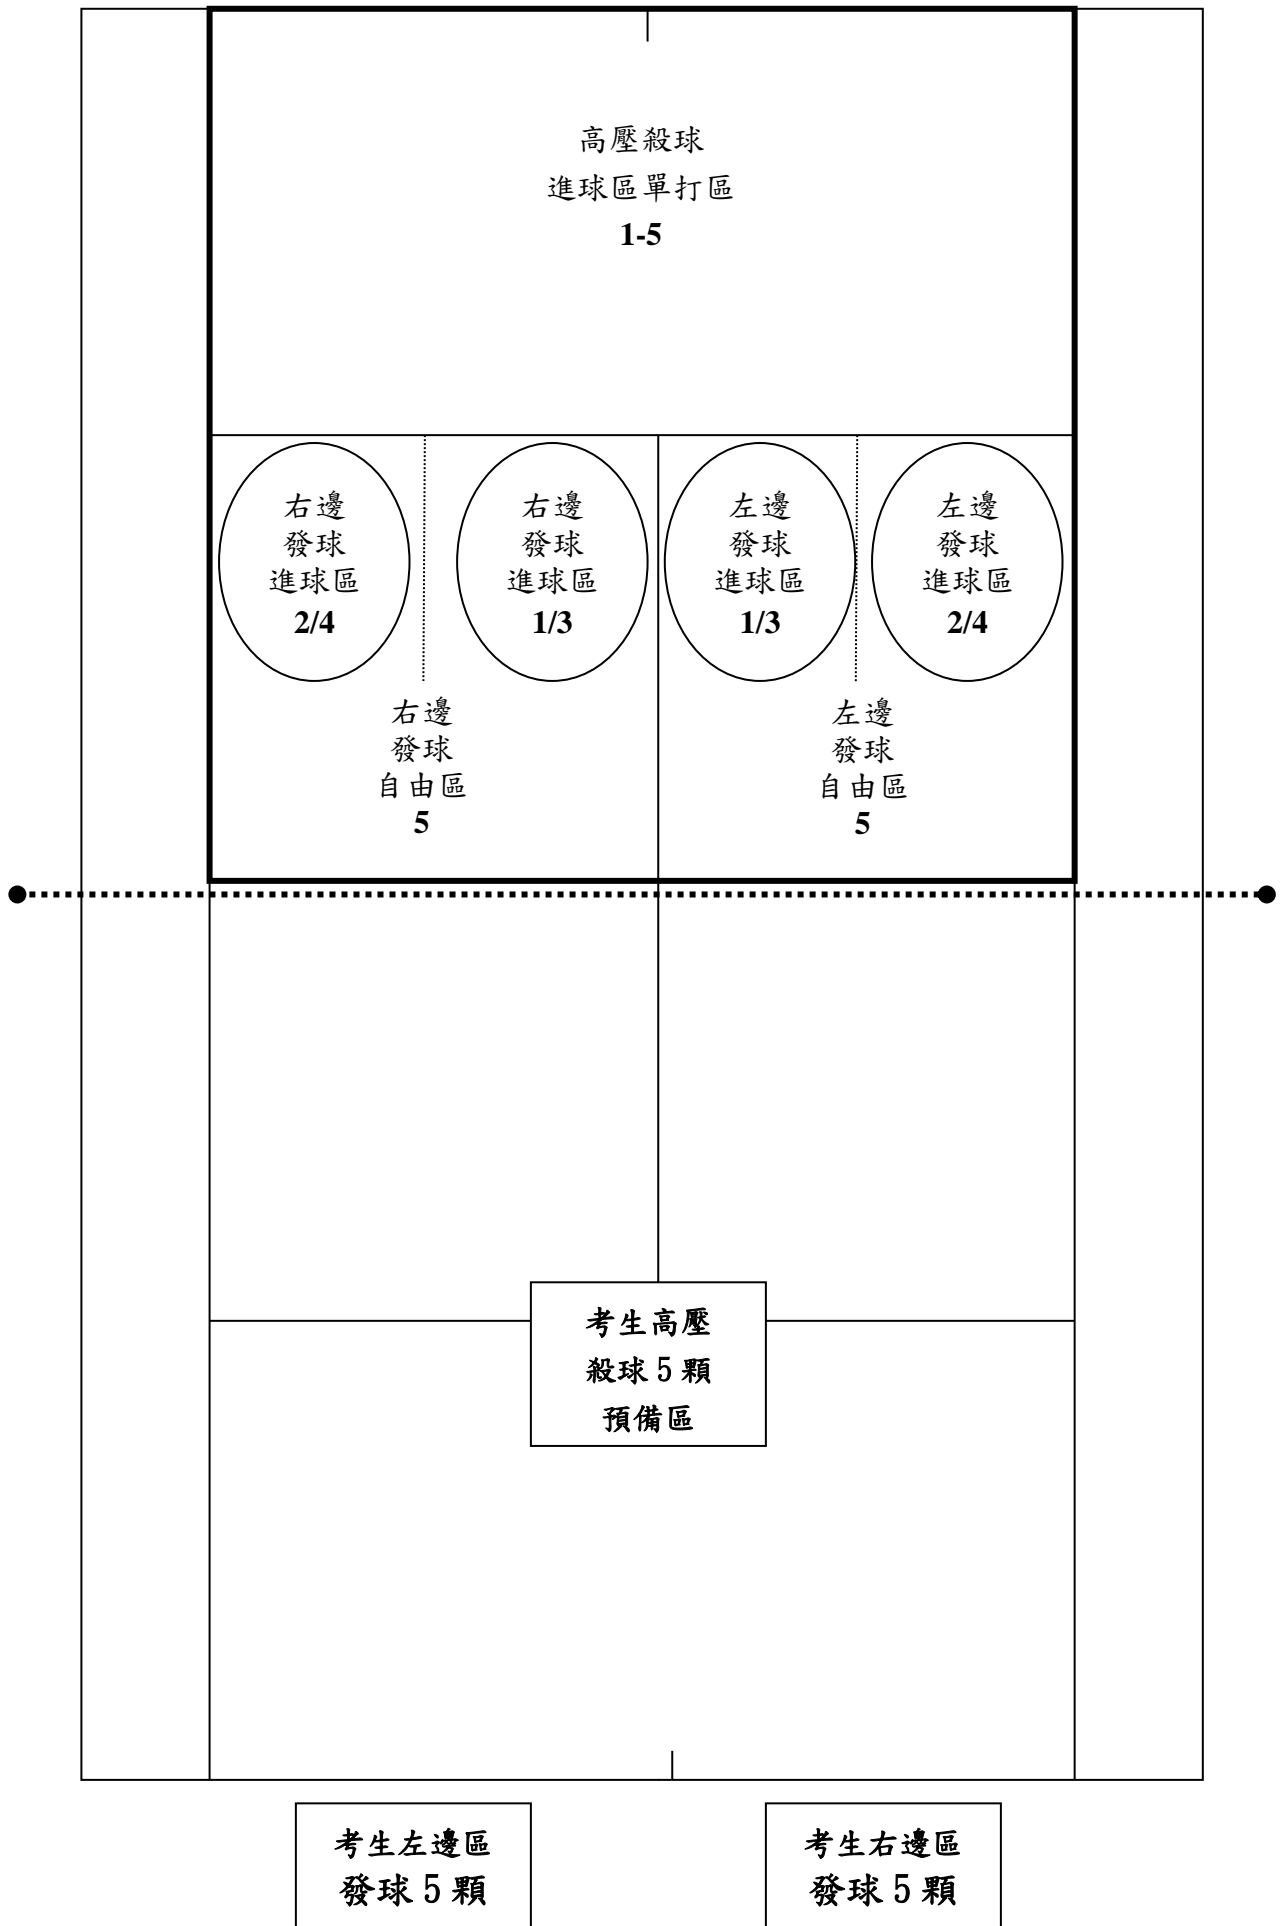 高壓殺球
進球區單打區
1-5
右邊
發球
進球區
2/4
右邊
發球
進球區
1/3
左邊
發球
進球區
1/3
左邊
發球
進球區
2/4
右邊
發球
自由區
5
左邊
發球
自由區
5
考生高壓
殺球5顆
預備區
考生左邊區
發球5顆
考生右邊區
發球5顆